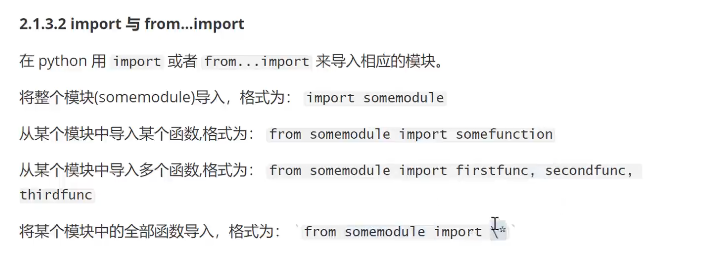 2.1.3.2 import 与 from...import
在 python 用 import 或者 from...import 来导入相应的模块。
将整个模块(somemodule)导入，格式为： import somemodule
从某个模块中导入某个函数,格式为： from somemodule import somefunction
从某个模块中导入多个函数,格式为： from somemodule import firstfunc, secondfunc,
thirdfunc
将某个模块中的全部函数导入，格式为： `from somemodule import \*`